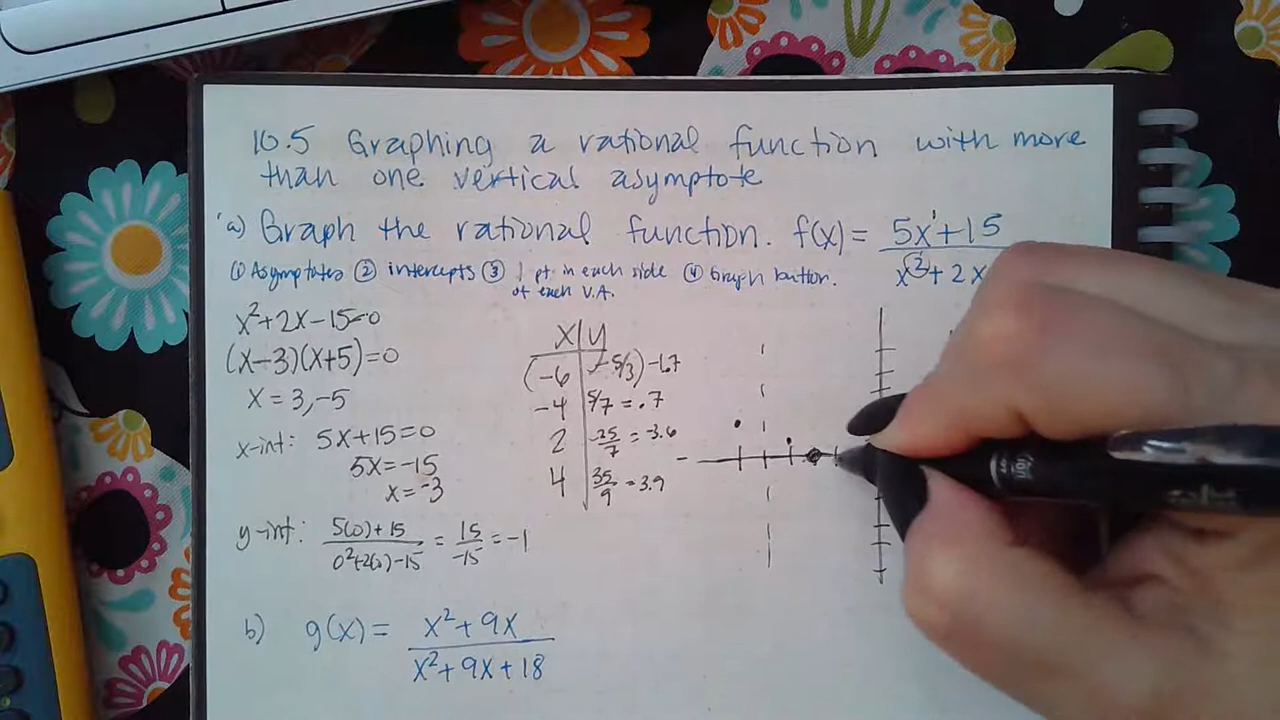 10.5 Graphing a rational function with more
than one vertical asymptote
a) Graph the rational function. f(x) = 5x¹+15
x²+2x
① Asymptotes ② intercepts ③ 1 pt. in each side ④ Graph button.
of each V.A.
x²+2x-15=0
(x-3)(x+5)=0
x = 3,-5
x-int: 5x+15=0
5x=-15
x=-3
y-int: 5(0)+15 / 0²+2(0)-15 = 15/-15 = -1
x | y
(-6 | -5/3) -1.7
-4 | 5/7 = .7
2 | -25/7 = -3.6
4 | 35/9 = 3.9
b) g(x) = x²+9x
x²+9x+18